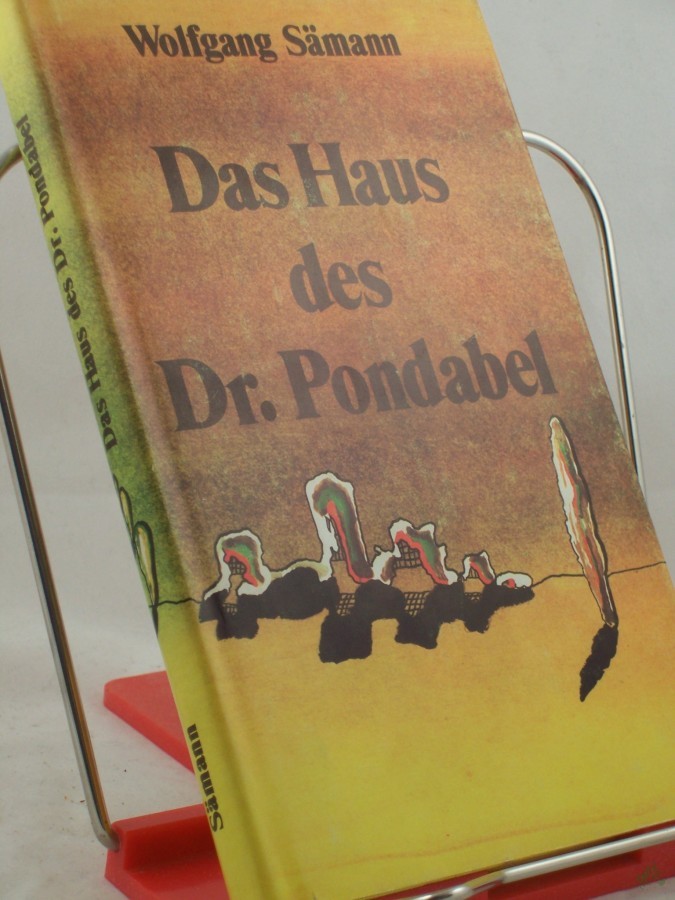 Wolfgang Sämann
Das Haus
des
Dr. Pondabel
Das Haus des Dr. Pondabel
Sämann